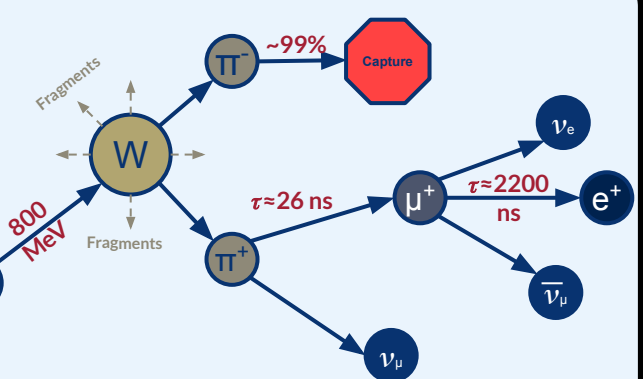 Fragments
π⁻
~99%
Capture
W
800
MeV
Fragments
π⁺
τ≈26 ns
μ⁺
τ≈2200
ns
νₑ
e⁺
ν̅μ
νμ